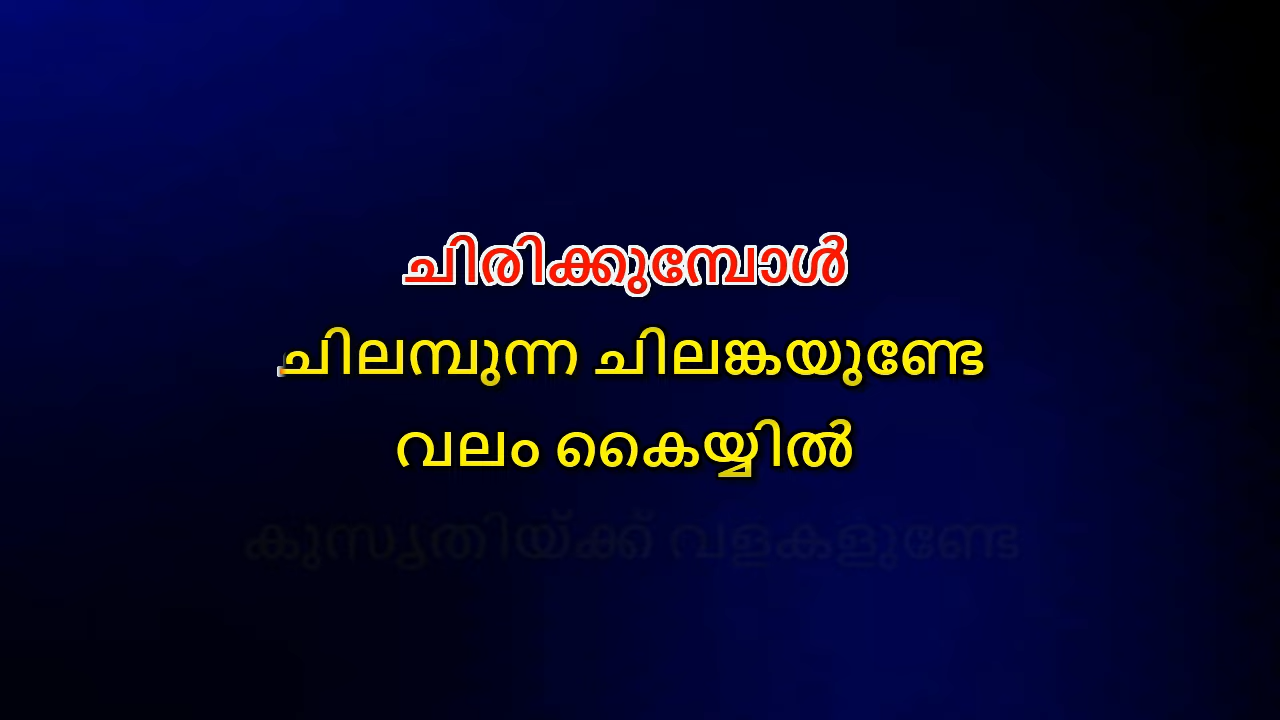 ചിരിക്കുമ്പോൾ
ചിലമ്പുന്ന ചിലങ്കയുണ്ടേ
വലം കൈയ്യിൽ
കുസൃതിയ്ക്ക് വളകളുണ്ടേ